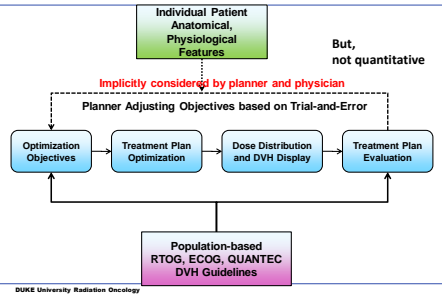 Individual Patient
Anatomical,
Physiological
Features
But,
not quantitative
Implicitly considered by planner and physician
Planner Adjusting Objectives based on Trial-and-Error
Optimization
Objectives
Treatment Plan
Optimization
Dose Distribution
and DVH Display
Treatment Plan
Evaluation
Population-based
RTOG, ECOG, QUANTEC
DVH Guidelines
DUKE University Radiation Oncology